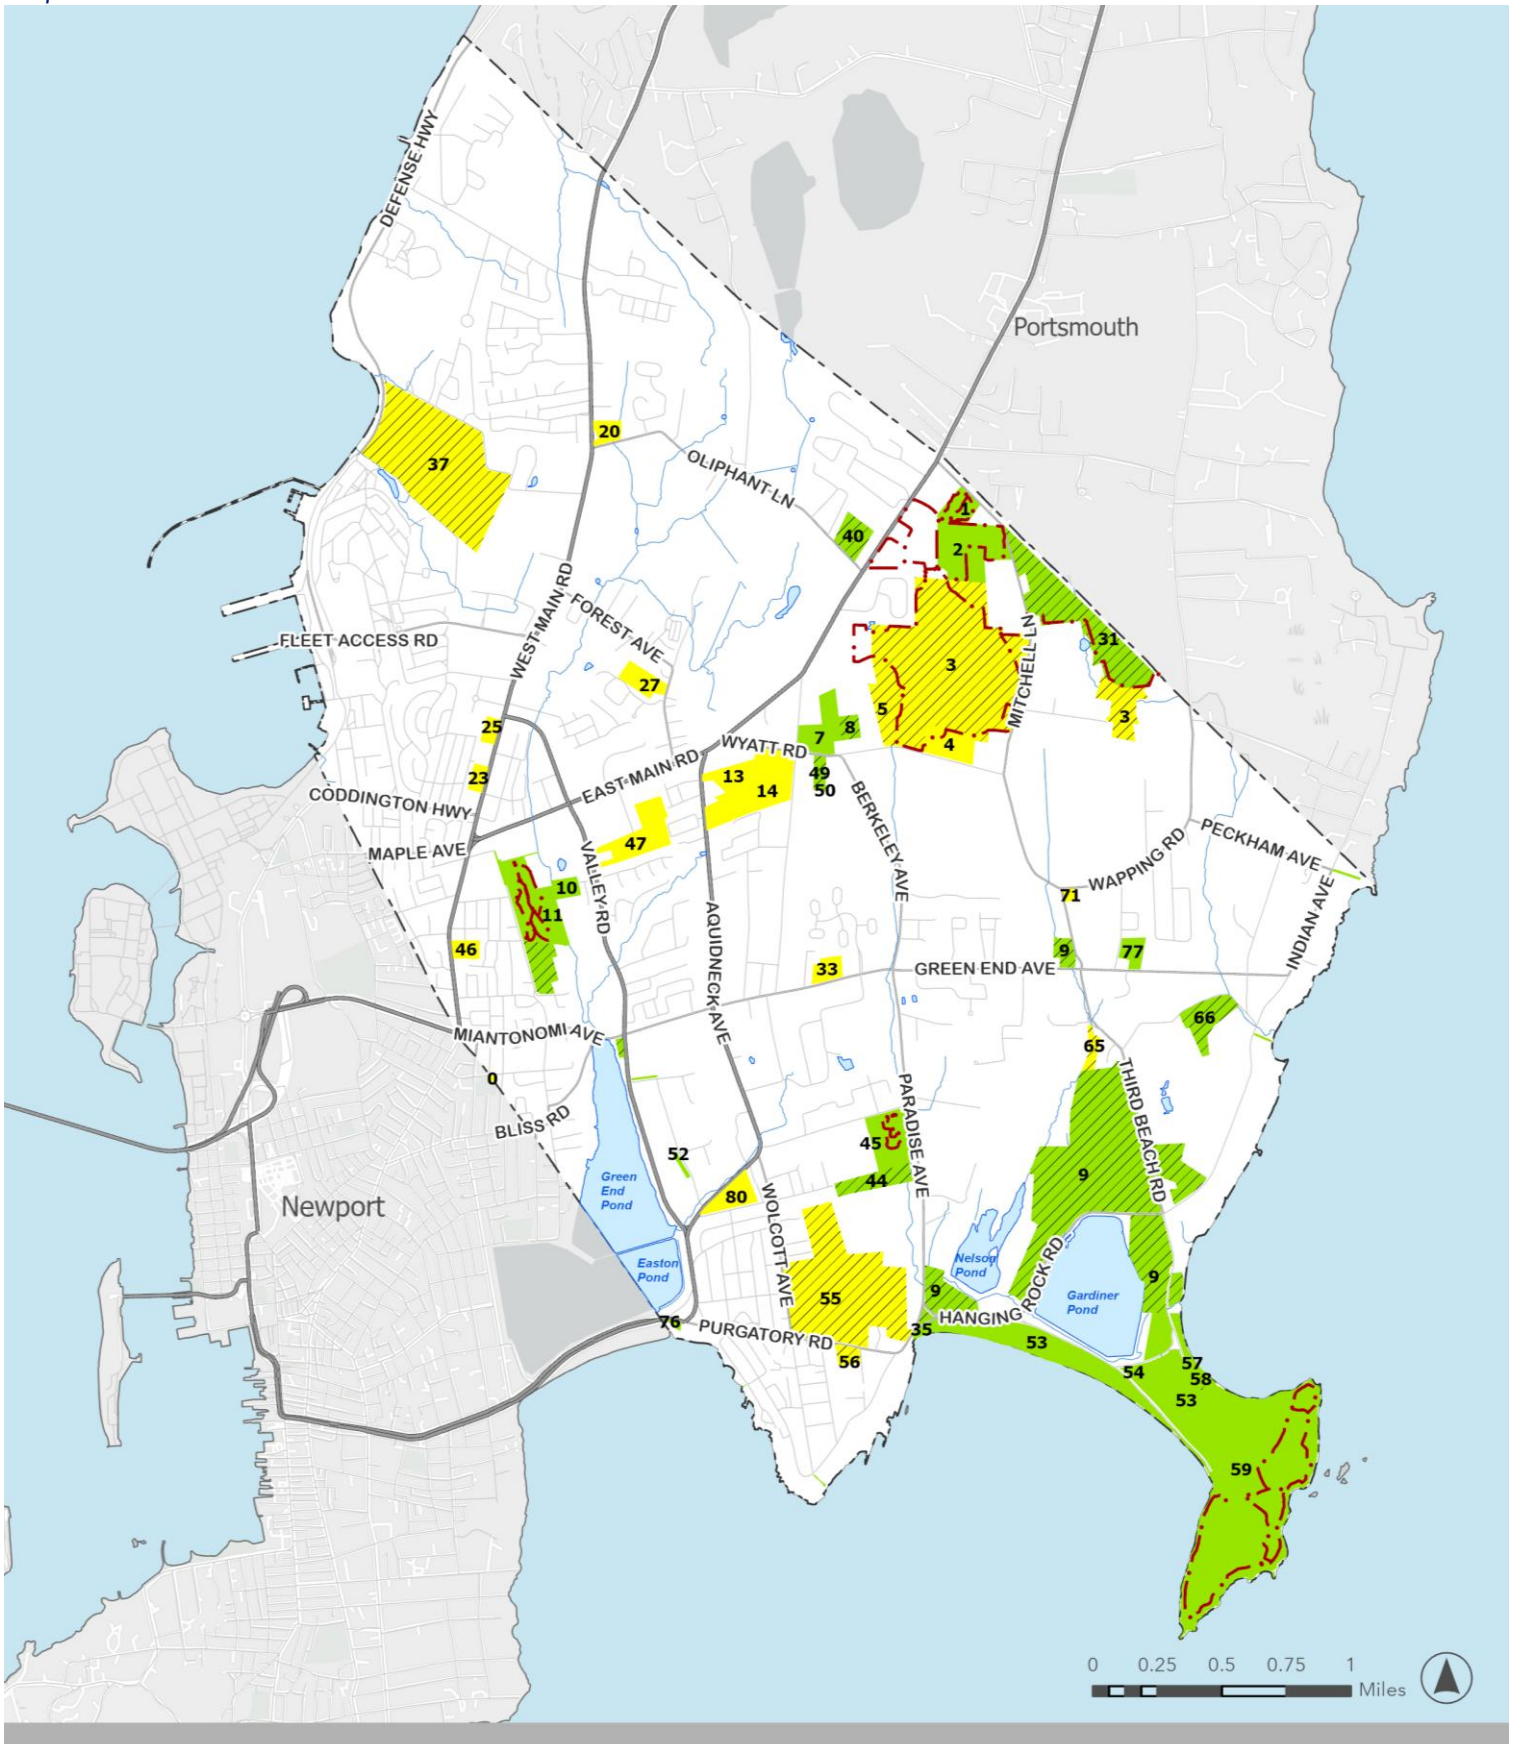 DEFENSE HWY
Portsmouth
20
37
OLIPHANT LN
1
40
2
FOREST AVE
FLEET ACCESS RD
WEST MAIN RD
MITCHELL LN
31
3
27
5
3
25
8
7
WYATT RD
4
23
13
49
EAST MAIN RD
14
50
CODDINGTON HWY
BERKELEY AVE
MAPLE AVE
47
PECKHAM AVE
WAPPING RD
10
VALLEY RD
71
11
AQUIDNECK AVE
INDIAN AVE
46
9
77
33
GREEN END AVE
66
MIANTONOMI AVE
65
0
THIRD BEACH RD
BLISS RD
PARADISE AVE
45
52
Green
End
Pond
9
44
80
Newport
WOLCOTT AVE
Nelson
Pond
Easton
Pond
HANGING ROCK RD
9
9
55
Gardiner
Pond
76
PURGATORY RD
35
53
56
57
54
58
53
59
0 0.25 0.5 0.75 1
Miles